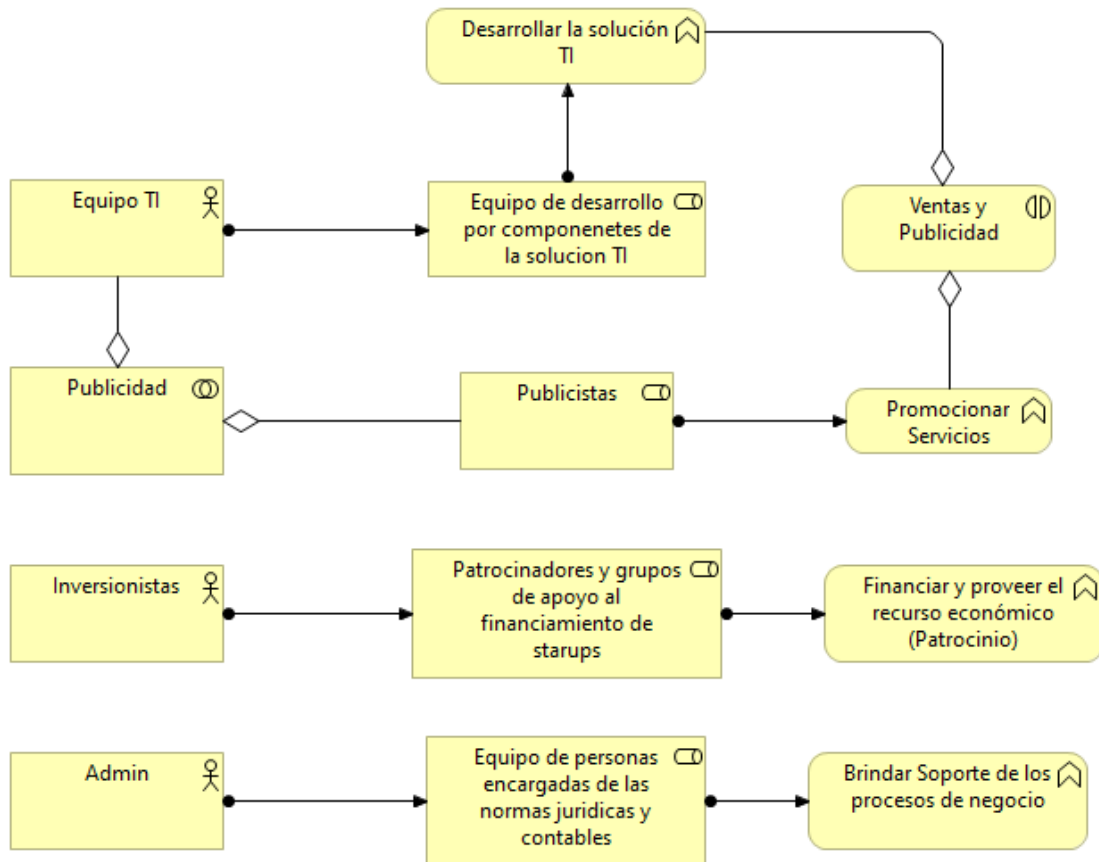 Desarrollar la solución
TI
Equipo TI
Equipo de desarrollo
por componenetes de
la solucion TI
Ventas y
Publicidad
Publicidad
Publicistas
Promocionar
Servicios
Inversionistas
Patrocinadores y grupos
de apoyo al
financiamiento de
starups
Financiar y proveer el
recurso económico
(Patrocinio)
Admin
Equipo de personas
encargadas de las
normas juridicas y
contables
Brindar Soporte de los
procesos de negocio